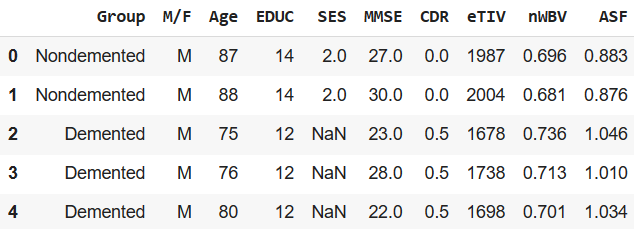 Group M/F Age EDUC SES MMSE CDR eTIV nWBV ASF
0 Nondemented M 87 14 2.0 27.0 0.0 1987 0.696 0.883
1 Nondemented M 88 14 2.0 30.0 0.0 2004 0.681 0.876
2 Demented M 75 12 NaN 23.0 0.5 1678 0.736 1.046
3 Demented M 76 12 NaN 28.0 0.5 1738 0.713 1.010
4 Demented M 80 12 NaN 22.0 0.5 1698 0.701 1.034